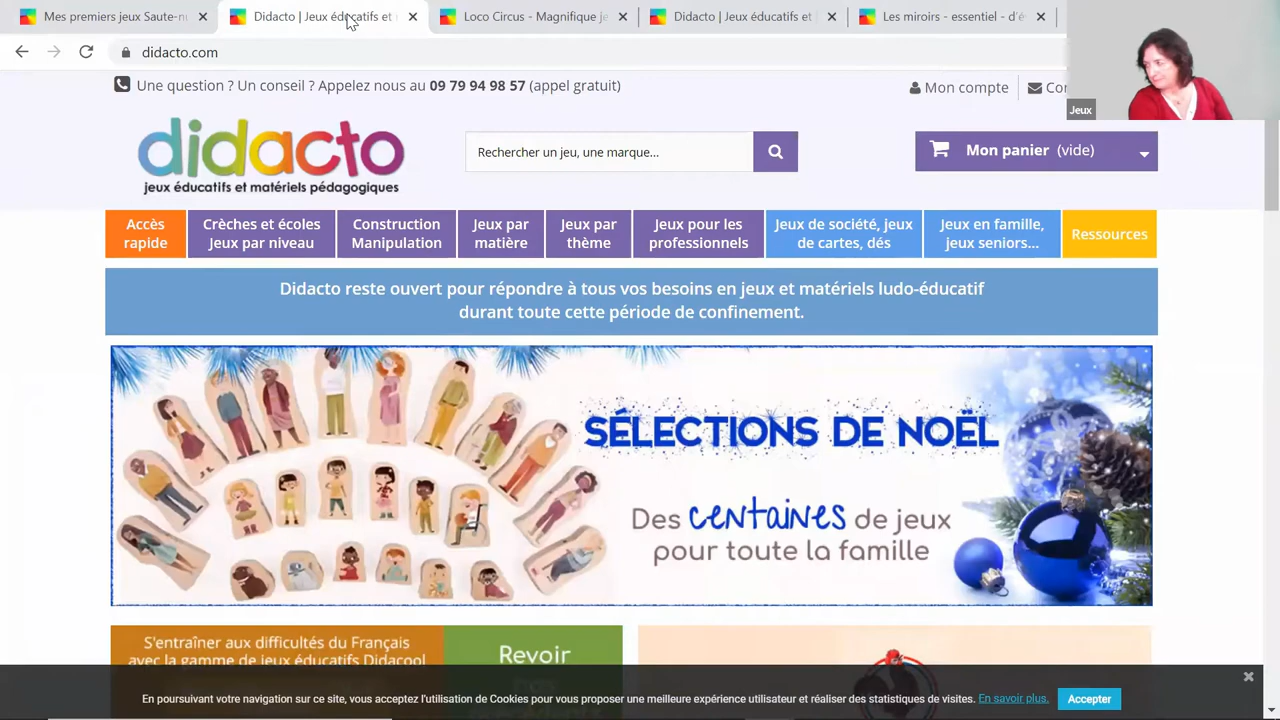 Mes premiers jeux Saute-n
Didacto | Jeux éducatifs et
Loco Circus - Magnifique je
Didacto | Jeux éducatifs et
Les miroirs - essentiel - d'é
didacto.com
Une question ? Un conseil ? Appelez nous au 09 79 94 98 57 (appel gratuit)
Mon compte
Jeux
didacto
jeux éducatifs et matériels pédagogiques
Rechercher un jeu, une marque...
Mon panier (vide)
Accès
rapide
Crèches et écoles
Jeux par niveau
Construction
Manipulation
Jeux par
matière
Jeux par
thème
Jeux pour les
professionnels
Jeux de société, jeux
de cartes, dés
Jeux en famille,
jeux seniors...
Ressources
Didacto reste ouvert pour répondre à tous vos besoins en jeux et matériels ludo-éducatif
durant toute cette période de confinement.
SÉLECTIONS DE NOËL
Des centaines de jeux
pour toute la famille
S'entraîner aux difficultés du Français
avec la gamme de jeux éducatifs Didacool
Revoir
En poursuivant votre navigation sur ce site, vous acceptez l'utilisation de Cookies pour vous proposer une meilleure expérience utilisateur et réaliser des statistiques de visites. En savoir plus.
Accepter